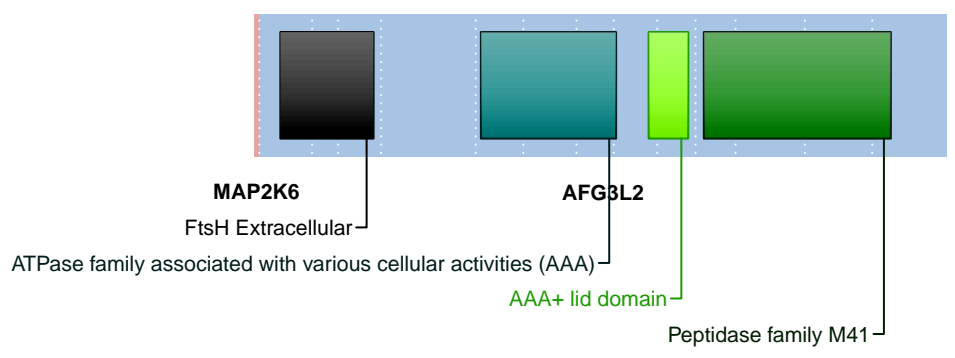 MAP2K6 AFG3L2
FtsH Extracellular
ATPase family associated with various cellular activities (AAA)
AAA+ lid domain
Peptidase family M41